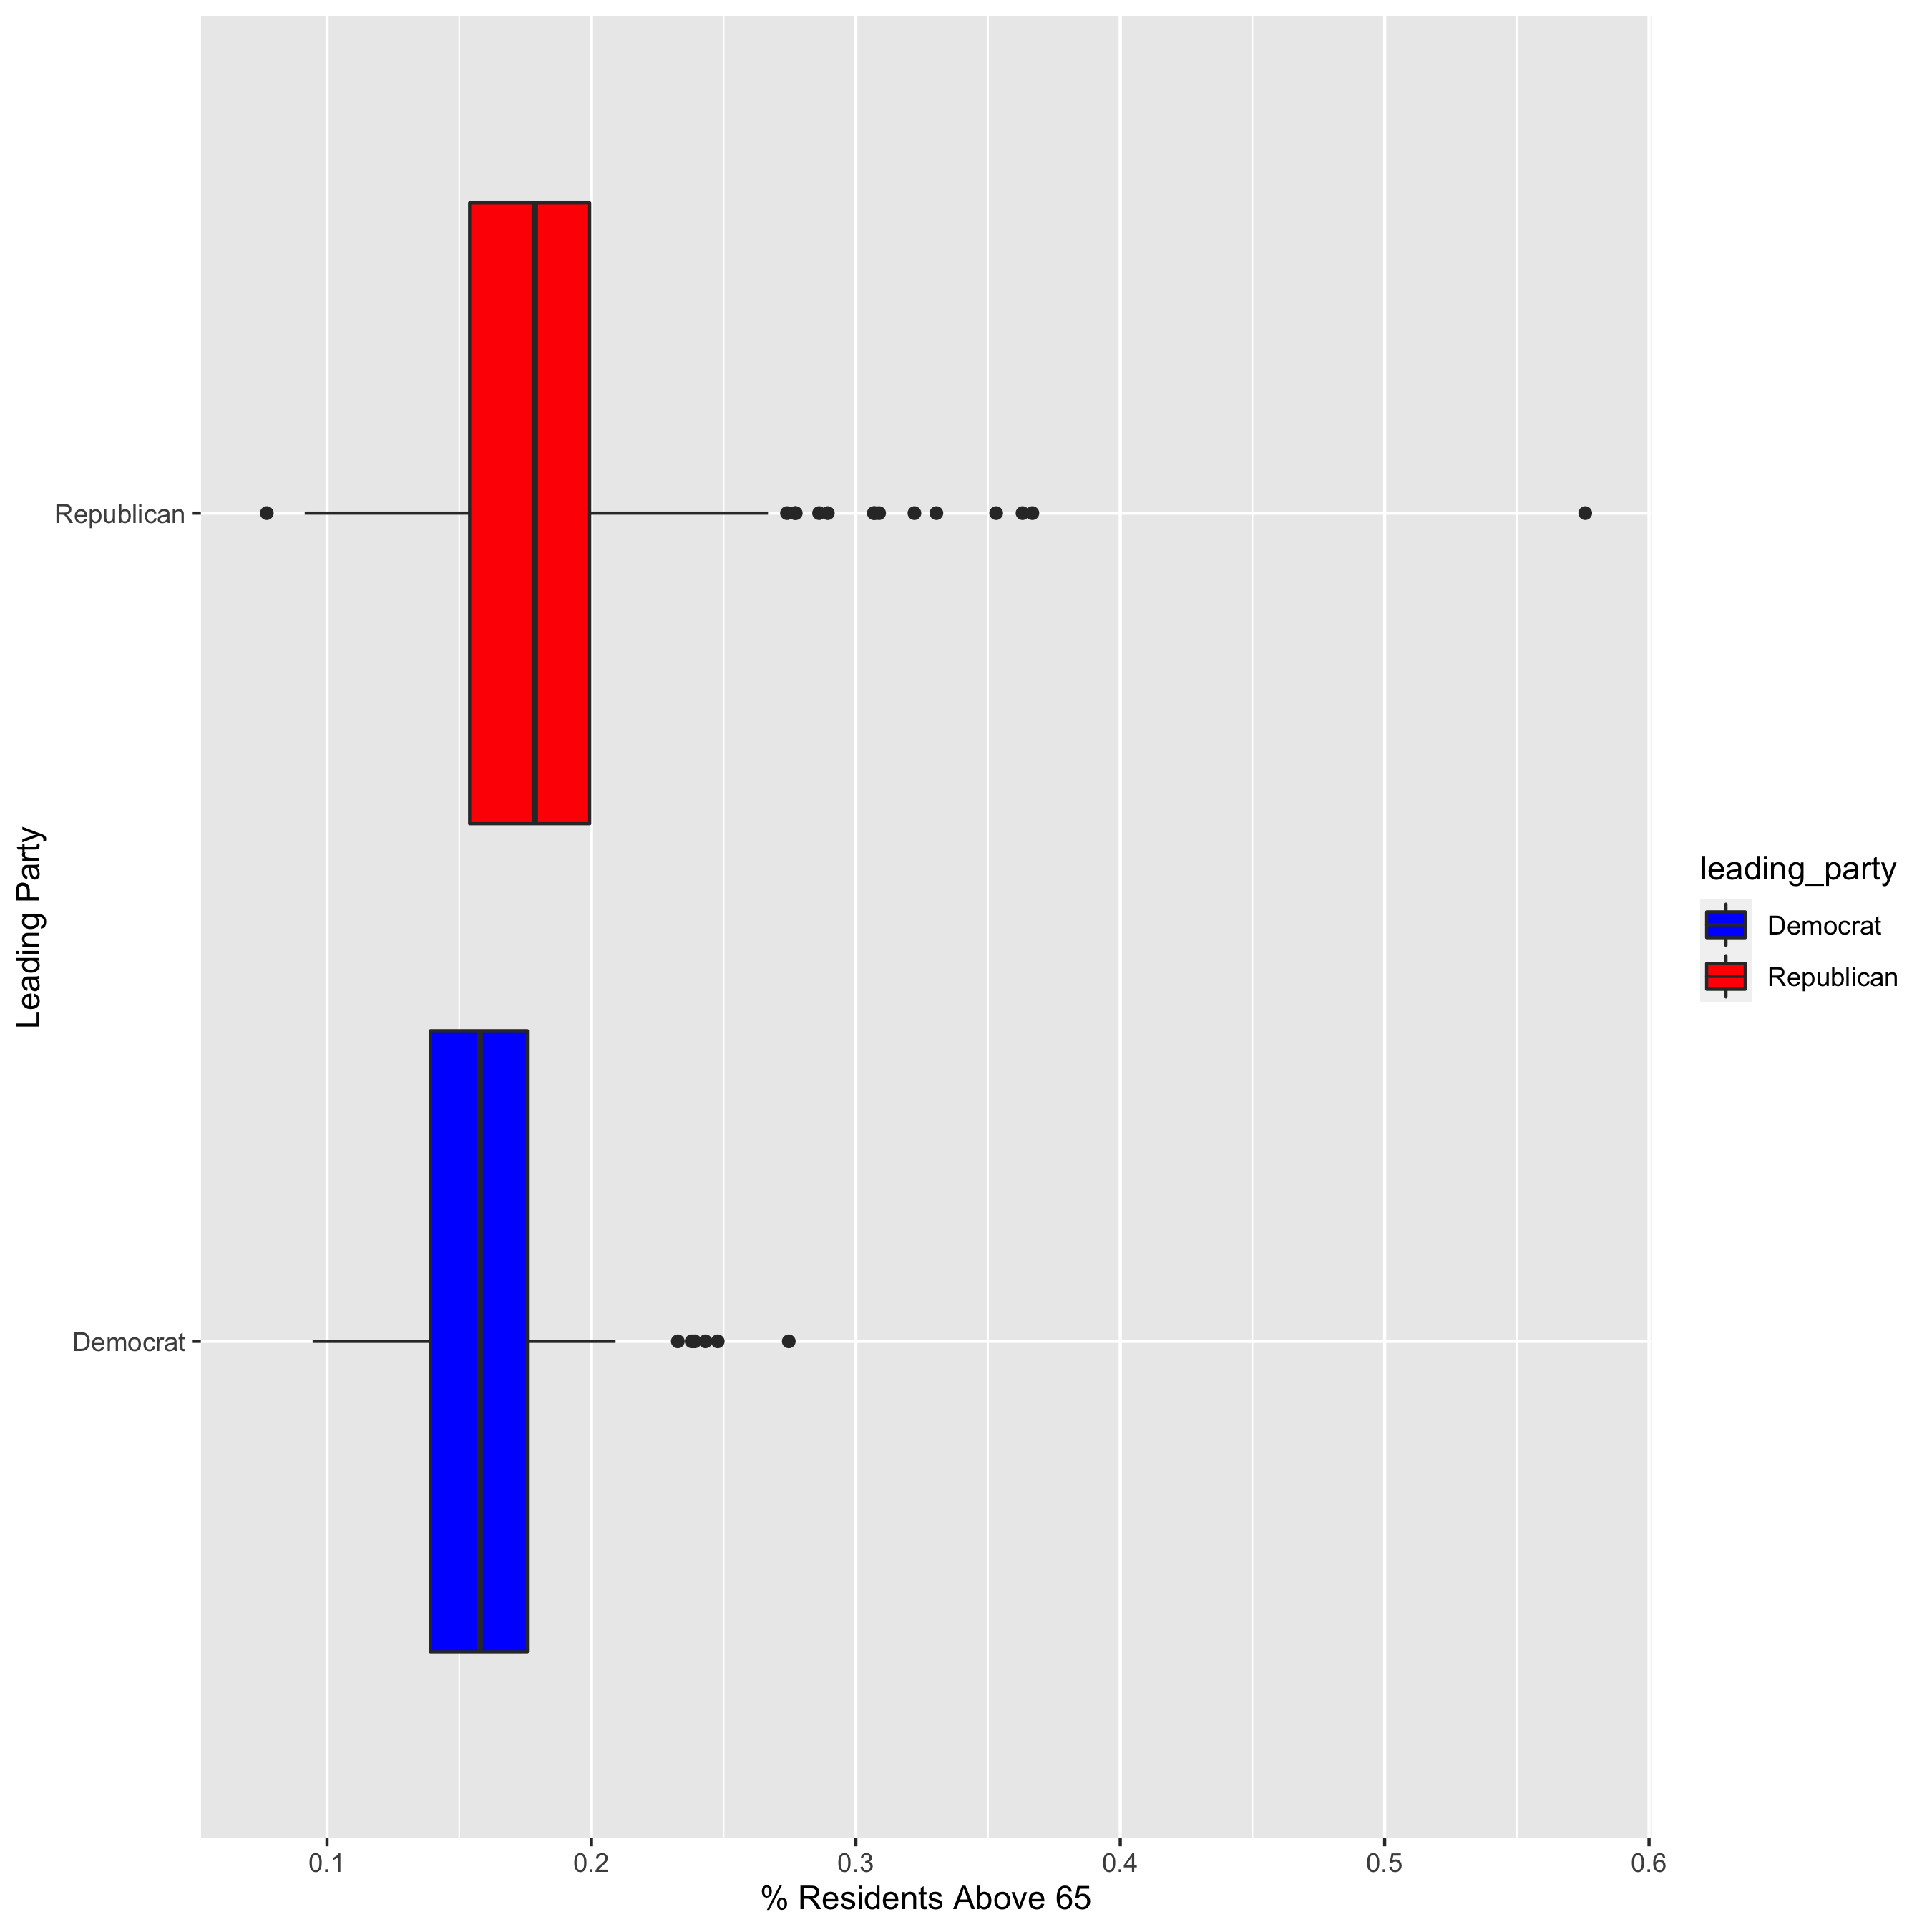 Leading Party
Republican
Democrat
0.1 0.2 0.3 0.4 0.5 0.6
% Residents Above 65
leading_party
Democrat
Republican